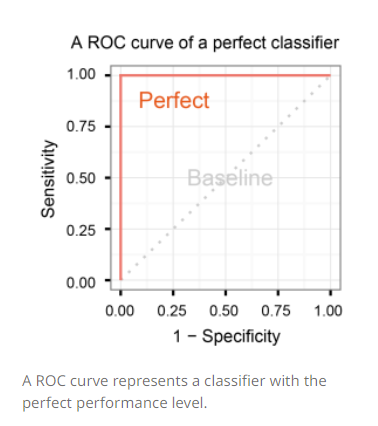 A ROC curve of a perfect classifier
1.00
Perfect
0.75
Sensitivity
0.50
Baseline
0.25
0.00
0.00 0.25 0.50 0.75 1.00
1 − Specificity
A ROC curve represents a classifier with the
perfect performance level.